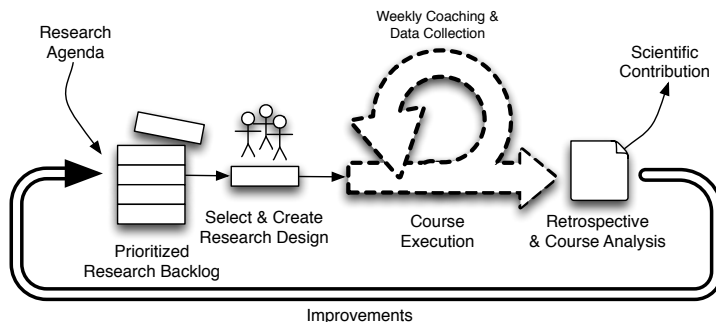 Research
Agenda
Weekly Coaching &
Data Collection
Scientific
Contribution
Prioritized
Research Backlog
Select & Create
Research Design
Course
Execution
Retrospective
& Course Analysis
Improvements